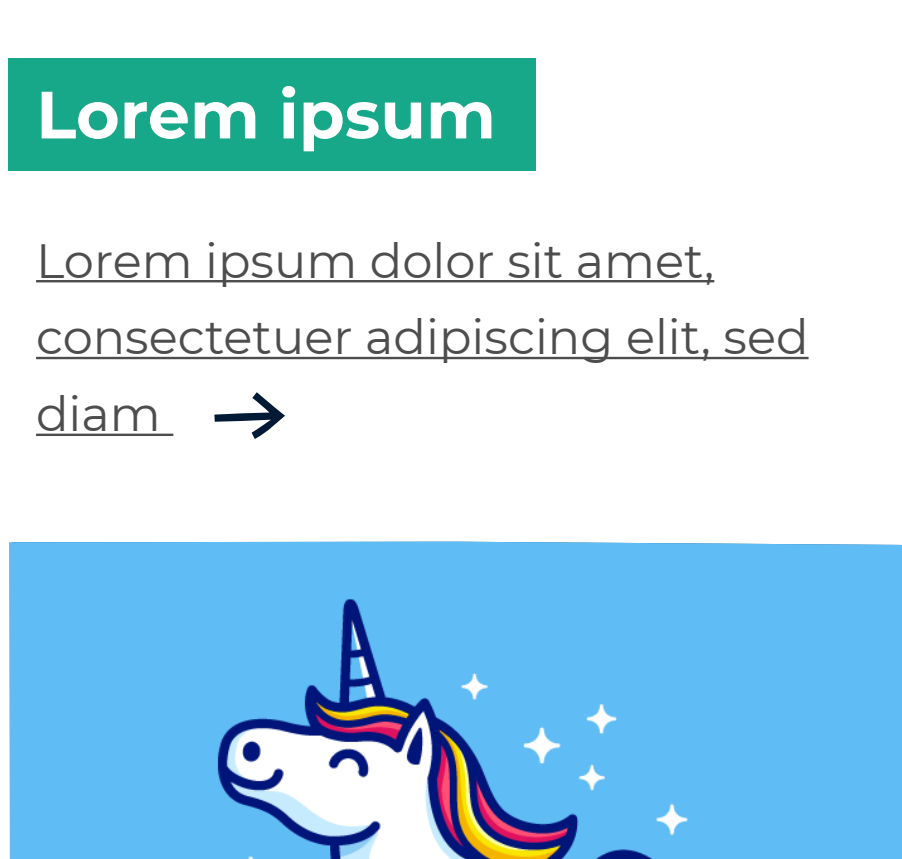 Lorem ipsum
Lorem ipsum dolor sit amet,
consectetuer adipiscing elit, sed
diam